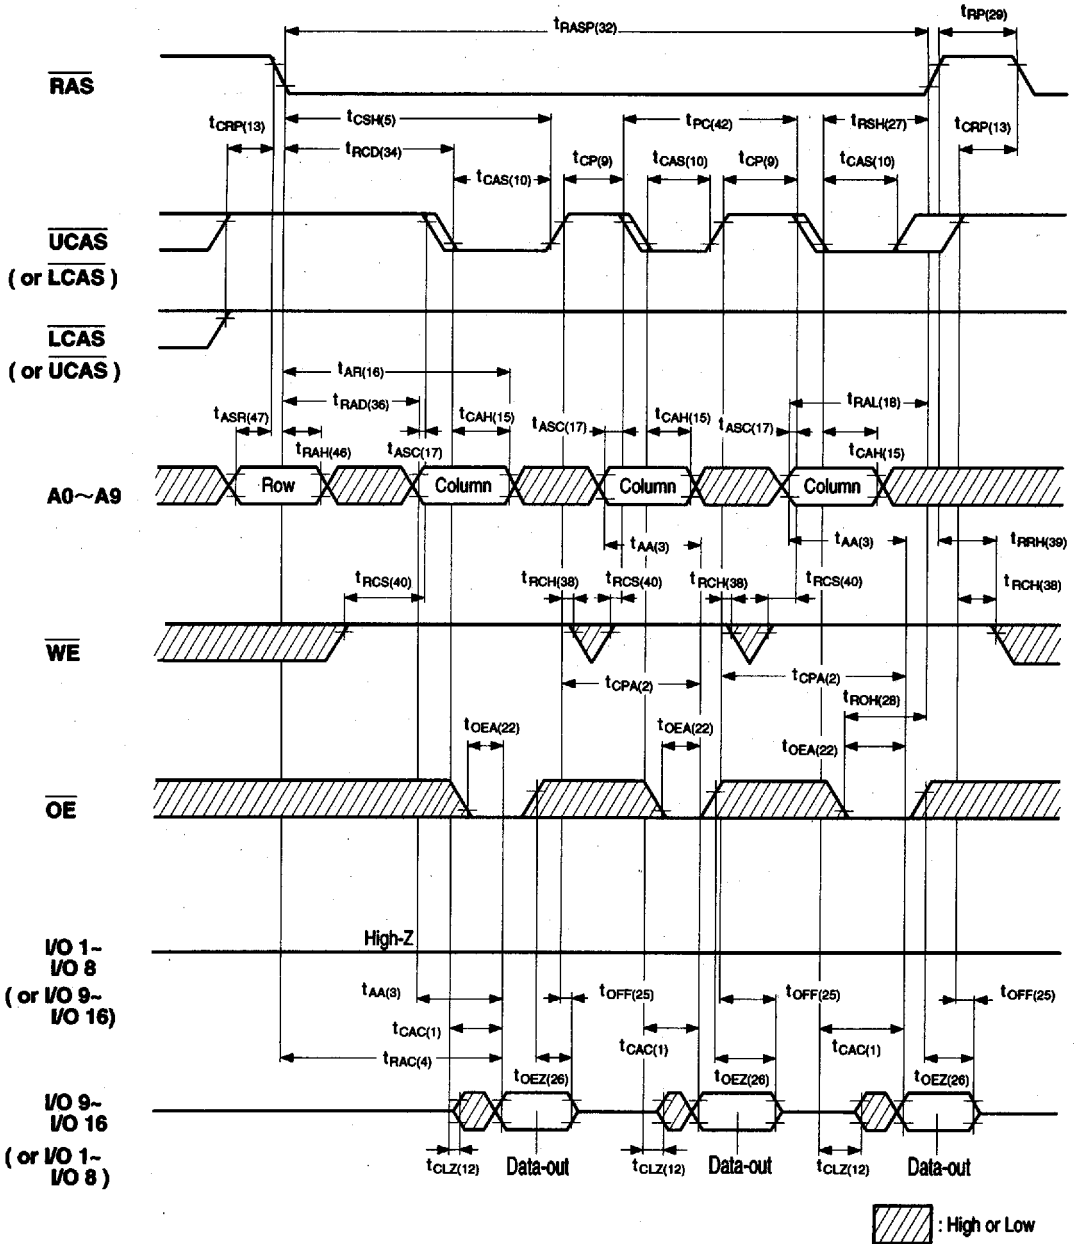 tRASP(32)
tRP(29)
RAS
tCRP(13)
tCSH(5)
tPC(42)
tRSH(27)
tCRP(13)
tRCD(34)
tCAS(10)
tCP(9)
tCAS(10)
tCP(9)
tCAS(10)
UCAS
( or LCAS )
LCAS
( or UCAS )
tAR(16)
tRAD(36)
tRAL(18)
tASR(47)
tRAH(46)
tASC(17)
tCAH(15)
tASC(17)
tCAH(15)
tASC(17)
tCAH(15)
A0~A9
Row
Column
Column
Column
tAA(3)
tAA(3)
tRRH(39)
tRCS(40)
tRCH(38)
tRCS(40)
tRCH(38)
tRCS(40)
tRCH(38)
WE
tCPA(2)
tCPA(2)
tROH(28)
tOEA(22)
tOEA(22)
tOEA(22)
OE
I/O 1~
I/O 8
( or I/O 9~
I/O 16)
High-Z
tAA(3)
tOFF(25)
tOFF(25)
tOFF(25)
tCAC(1)
tCAC(1)
tCAC(1)
tRAC(4)
tOEZ(26)
tOEZ(26)
tOEZ(26)
I/O 9~
I/O 16
( or I/O 1~
I/O 8 )
tCLZ(12)
Data-out
tCLZ(12)
Data-out
tCLZ(12)
Data-out
: High or Low